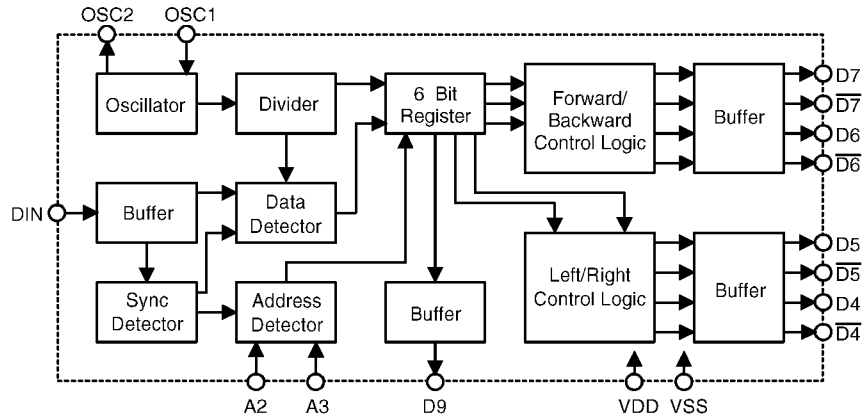 OSC2 OSC1
Oscillator
Divider
6 Bit
Register
Forward/
Backward
Control Logic
Buffer
D7
D7
D6
D6
DIN
Buffer
Data
Detector
Sync
Detector
Address
Detector
Buffer
Left/Right
Control Logic
Buffer
D5
D5
D4
D4
A2 A3 D9 VDD VSS